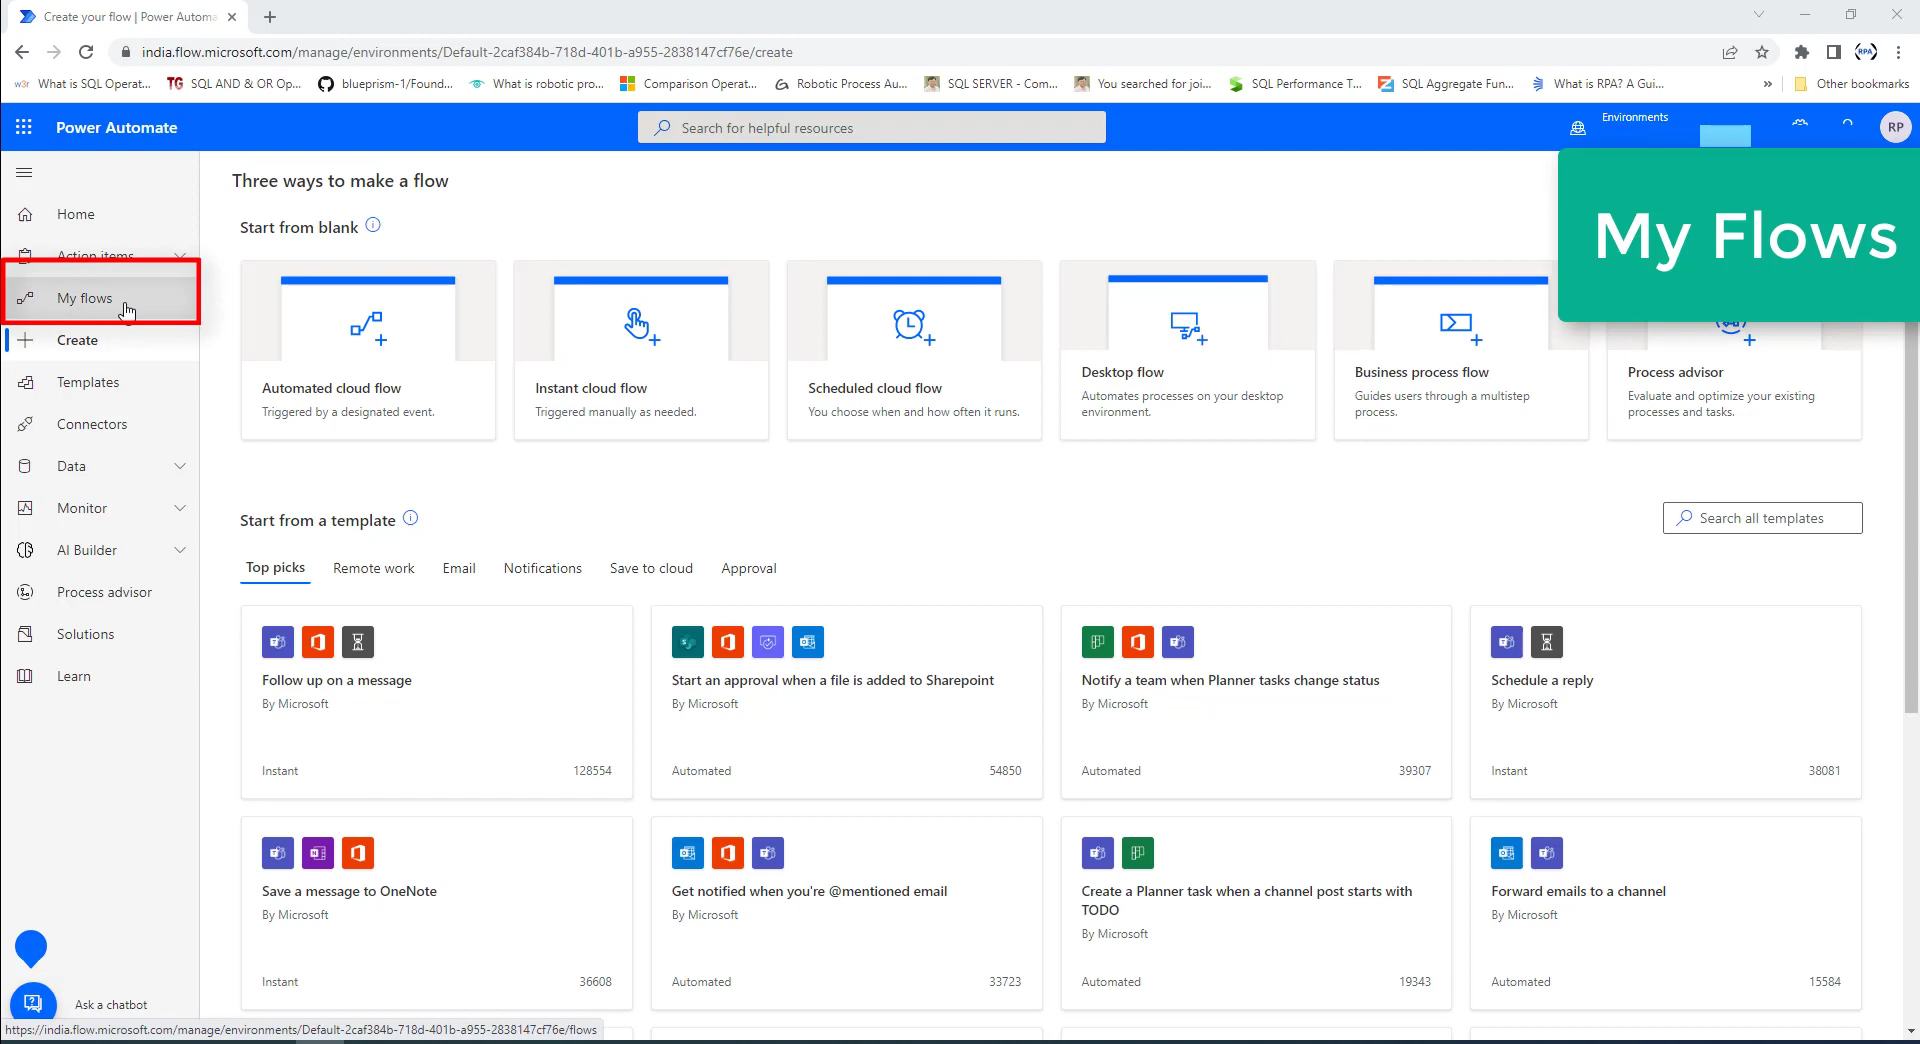 Create your flow | Power Automa
india.flow.microsoft.com/manage/environments/Default-2caf384b-718d-401b-a955-2838147cf76e/create
RPA
w3r What is SQL Operat...
TG SQL AND & OR Op...
blueprism-1/Found...
What is robotic pro...
Comparison Operat...
Robotic Process Au...
SQL SERVER - Com...
You searched for joi...
SQL Performance T...
SQL Aggregate Fun...
What is RPA? A Gui...
»
Other bookmarks
Power Automate
Search for helpful resources
Environments
RP
My Flows
Home
Action items
My flows
Create
Templates
Connectors
Data
Monitor
AI Builder
Process advisor
Solutions
Learn
Ask a chatbot
Three ways to make a flow
Start from blank
Automated cloud flow
Triggered by a designated event.
Instant cloud flow
Triggered manually as needed.
Scheduled cloud flow
You choose when and how often it runs.
Desktop flow
Automates processes on your desktop
environment.
Business process flow
Guides users through a multistep
process.
Process advisor
Evaluate and optimize your existing
processes and tasks.
Start from a template
Search all templates
Top picks
Remote work
Email
Notifications
Save to cloud
Approval
Follow up on a message
By Microsoft
Instant 128554
Start an approval when a file is added to Sharepoint
By Microsoft
Automated 54850
Notify a team when Planner tasks change status
By Microsoft
Automated 39307
Schedule a reply
By Microsoft
Instant 38081
Save a message to OneNote
By Microsoft
Instant 36608
Get notified when you're @mentioned email
By Microsoft
Automated 33723
Create a Planner task when a channel post starts with
TODO
By Microsoft
Automated 19343
Forward emails to a channel
By Microsoft
Automated 15584
https://india.flow.microsoft.com/manage/environments/Default-2caf384b-718d-401b-a955-2838147cf76e/flows